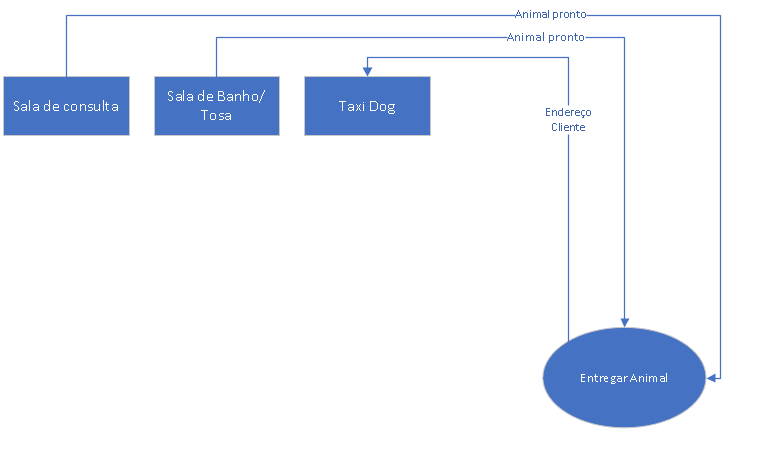 Animal pronto
Animal pronto
Sala de consulta
Sala de Banho/
Tosa
Taxi Dog
Endereço
Cliente
Entregar Animal